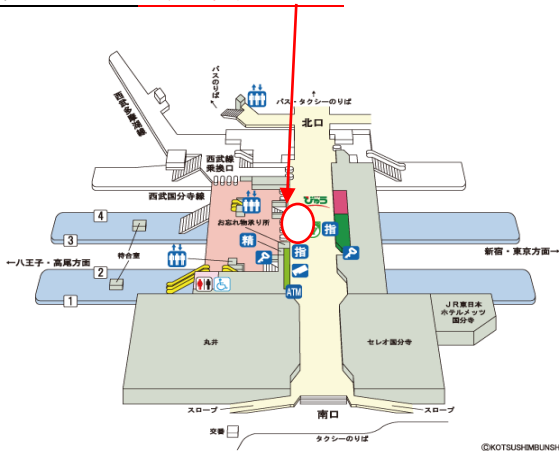 バスのりば
バス・タクシーのりば
西武多摩湖線
北口
西武線
乗換口
西武国分寺線
びゅう
4
お忘れ物承り所
指
3
精
指
待合室
新宿・東京方面→
←八王子・高尾方面
2
1
ATM
JR東日本
ホテルメッツ
国分寺
丸井
セレオ国分寺
スロープ
スロープ
南口
交番
タクシーのりば
©KOTSUSHIMBUNSH